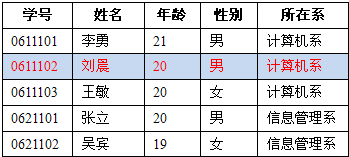 学号 姓名 年龄 性别 所在系
0611101 李勇 21 男 计算机系
0611102 刘晨 20 男 计算机系
0611103 王敏 20 女 计算机系
0621101 张立 20 男 信息管理系
0621102 吴宾 19 女 信息管理系